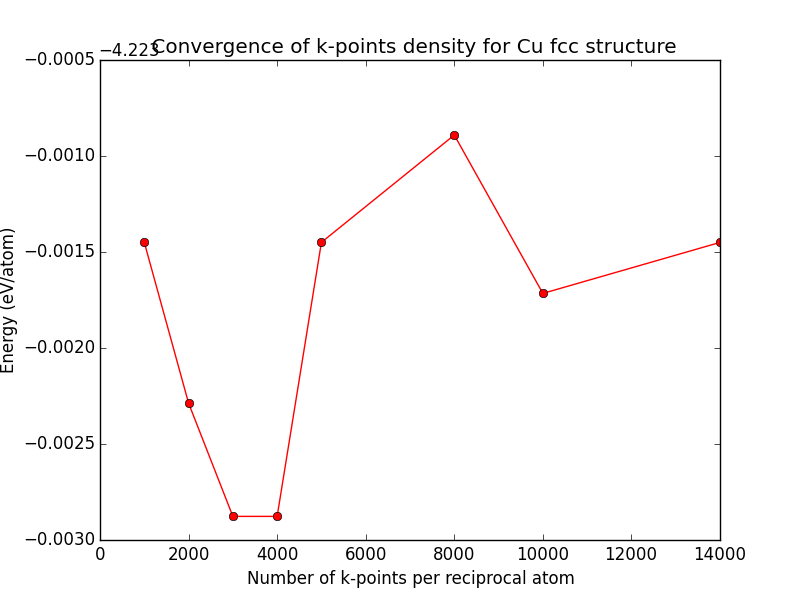 Convergence of k-points density for Cu fcc structure
−4.223
−0.0005
−0.0010
−0.0015
−0.0020
−0.0025
−0.0030
Energy (eV/atom)
0 2000 4000 6000 8000 10000 12000 14000
Number of k-points per reciprocal atom